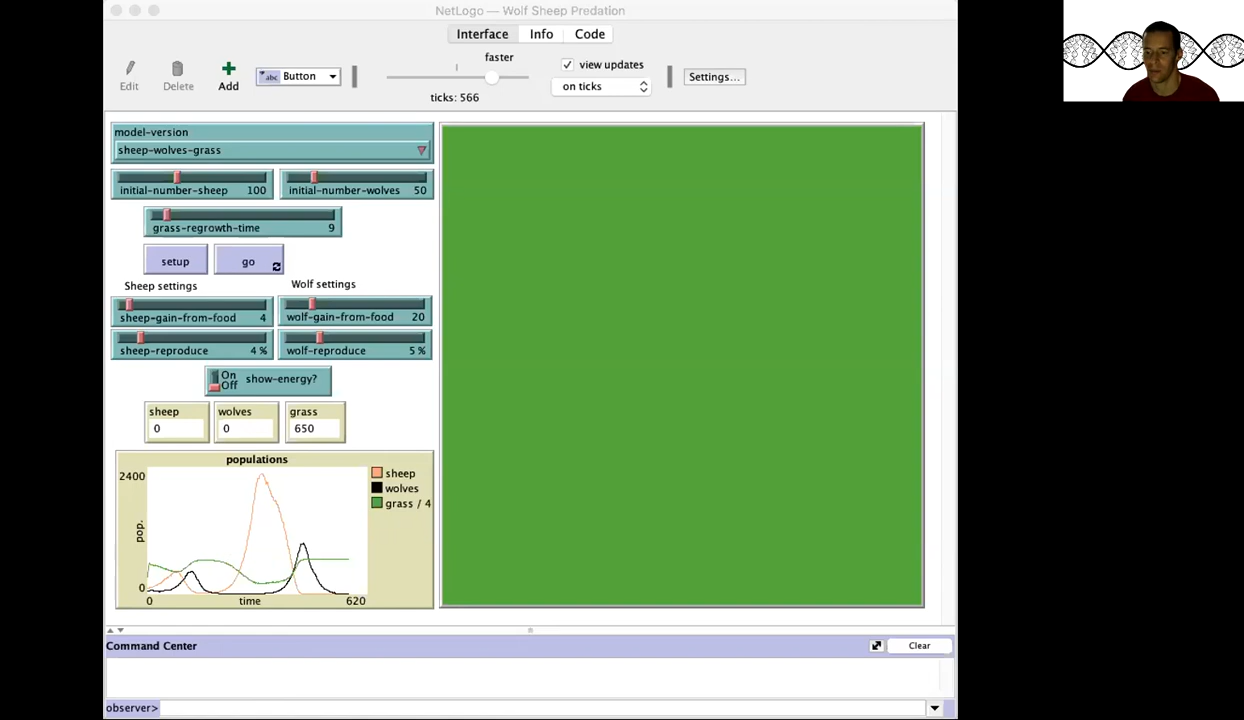 NetLogo — Wolf Sheep Predation
Interface Info Code
faster
Edit Delete Add abc Button view updates Settings...
on ticks
ticks: 566
model-version
sheep-wolves-grass
initial-number-sheep 100 initial-number-wolves 50
grass-regrowth-time 9
setup go
Sheep settings Wolf settings
sheep-gain-from-food 4 wolf-gain-from-food 20
sheep-reproduce 4 % wolf-reproduce 5 %
On
Off show-energy?
sheep wolves grass
0 0 650
populations
2400 sheep
wolves
grass / 4
pop.
0
0 time 620
Command Center Clear
observer>